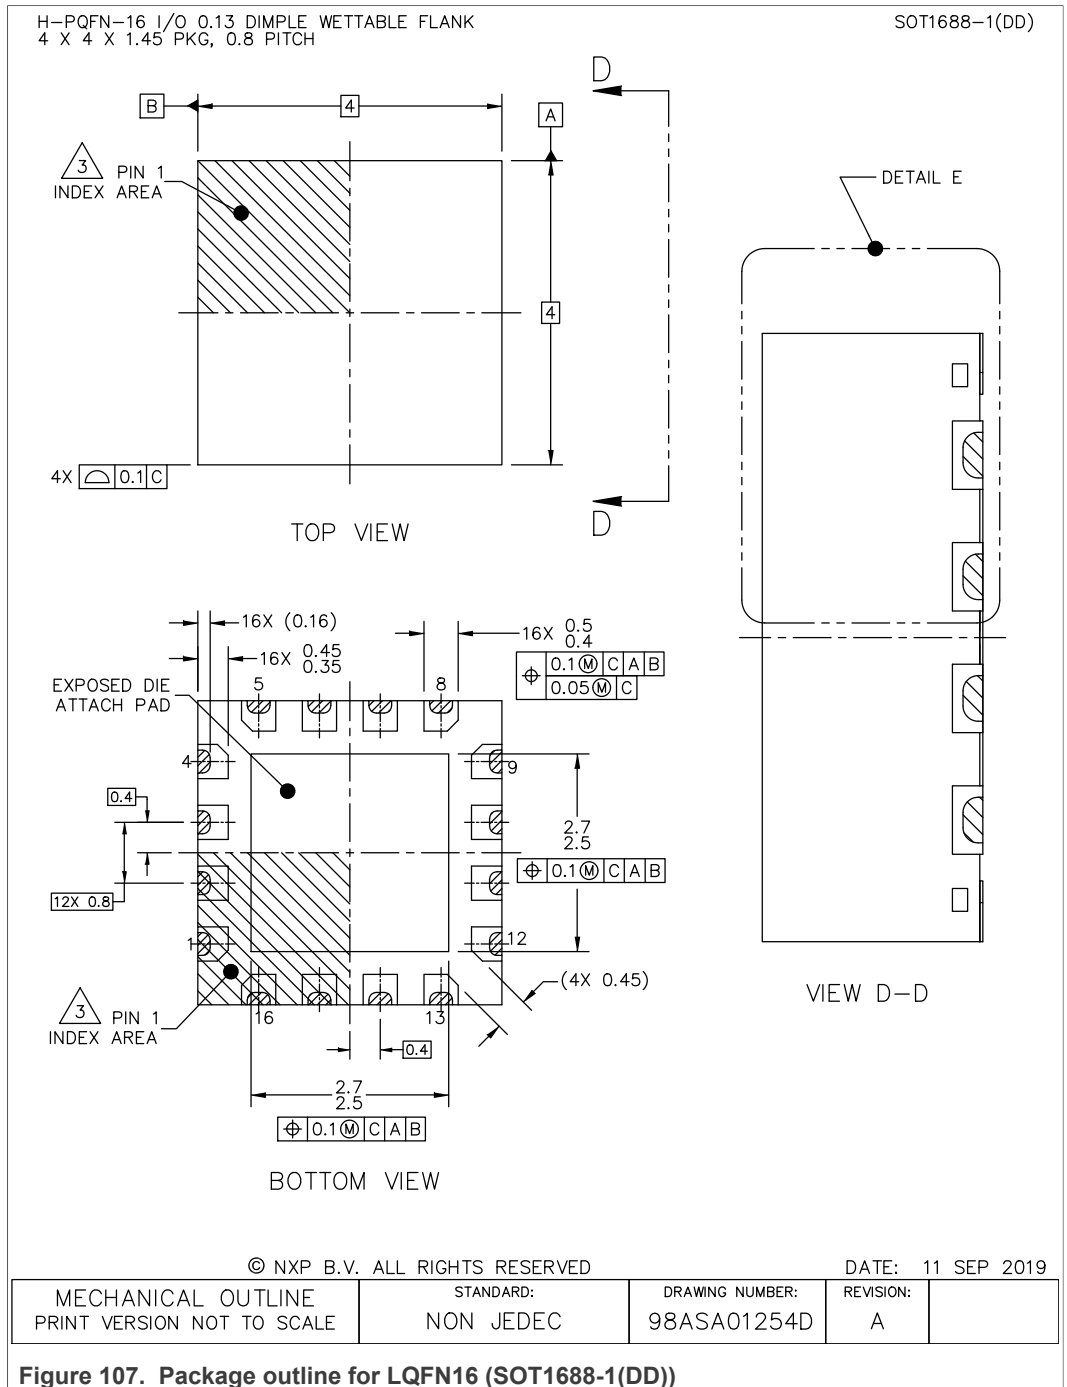 H-PQFN-16 I/O 0.13 DIMPLE WETTABLE FLANK
4 X 4 X 1.45 PKG, 0.8 PITCH
SOT1688-1(DD)
D
B
4
A
3
PIN 1
INDEX AREA
DETAIL E
4
4X 0.1 C
D
TOP VIEW
16X (0.16)
16X 0.45
0.35
16X 0.5
0.4
0.1 Ⓜ C A B
0.05 Ⓜ C
EXPOSED DIE
ATTACH PAD
5
8
4
9
0.4
2.7
2.5
0.1 Ⓜ C A B
12X 0.8
1
12
(4X 0.45)
VIEW D-D
3
PIN 1
INDEX AREA
16
13
0.4
2.7
2.5
0.1 Ⓜ C A B
BOTTOM VIEW
© NXP B.V. ALL RIGHTS RESERVED
DATE: 11 SEP 2019
MECHANICAL OUTLINE
PRINT VERSION NOT TO SCALE
STANDARD:
NON JEDEC
DRAWING NUMBER:
98ASA01254D
REVISION:
A
Figure 107. Package outline for LQFN16 (SOT1688-1(DD))